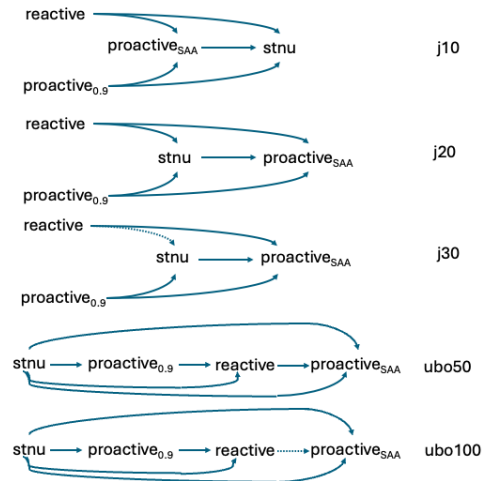 reactive
proactiveSAA stnu j10
proactive0.9
reactive
stnu proactiveSAA j20
proactive0.9
reactive
stnu proactiveSAA j30
proactive0.9
stnu proactive0.9 reactive proactiveSAA ubo50
stnu proactive0.9 reactive proactiveSAA ubo100